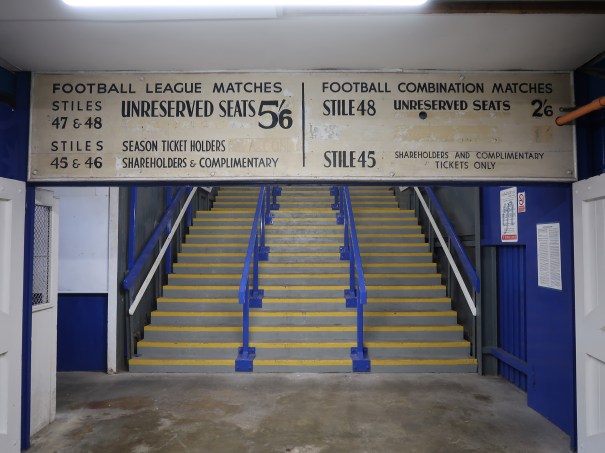 FOOTBALL LEAGUE MATCHES
STILES 47 & 48 UNRESERVED SEATS 5/6
STILES 45 & 46 SEASON TICKET HOLDERS
SHAREHOLDERS & COMPLIMENTARY
FOOTBALL COMBINATION MATCHES
STILE 48 UNRESERVED SEATS 2/6
STILE 45 SHAREHOLDERS AND COMPLIMENTARY
TICKETS ONLY